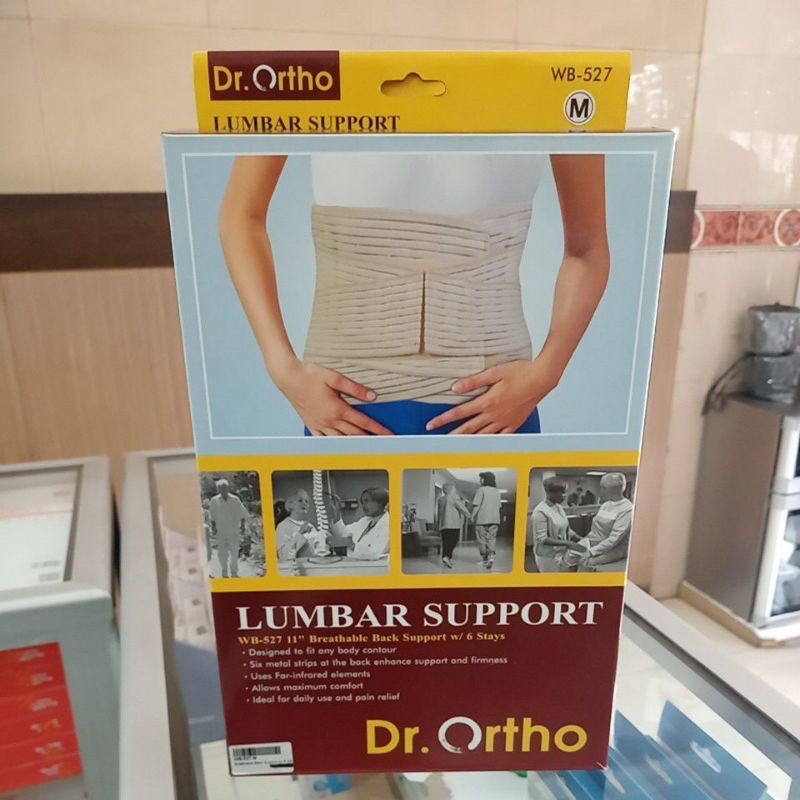 Dr. Ortho
WB-527
M
LUMBAR SUPPORT
LUMBAR SUPPORT
WB-527 11" Breathable Back Support w/ 6 Stays
· Designed to fit any body contour
· Six metal strips at the back enhance support and firmness
· Uses Far-infrared elements
· Allows maximum comfort
· Ideal for daily use and pain relief
Dr. Ortho
WB-527 M